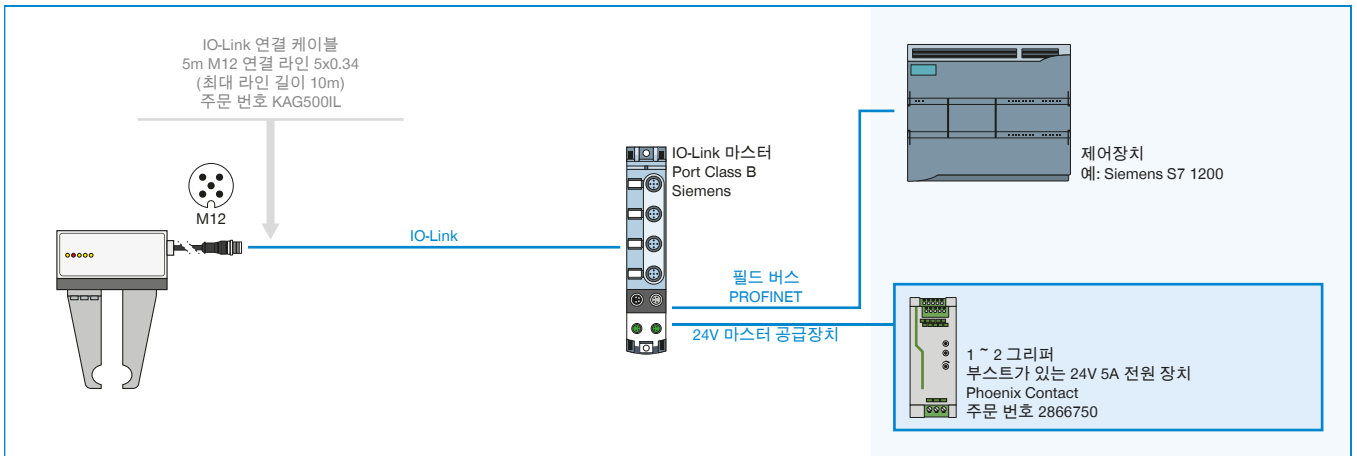 IO-Link 연결 케이블
5m M12 연결 라인 5x0.34
(최대 라인 길이 10m)
주문 번호 KAG500IL
M12
IO-Link
IO-Link 마스터
Port Class B
Siemens
제어장치
예: Siemens S7 1200
필드 버스
PROFINET
24V 마스터 공급장치
1 ~ 2 그리퍼
부스트가 있는 24V 5A 전원 장치
Phoenix Contact
주문 번호 2866750